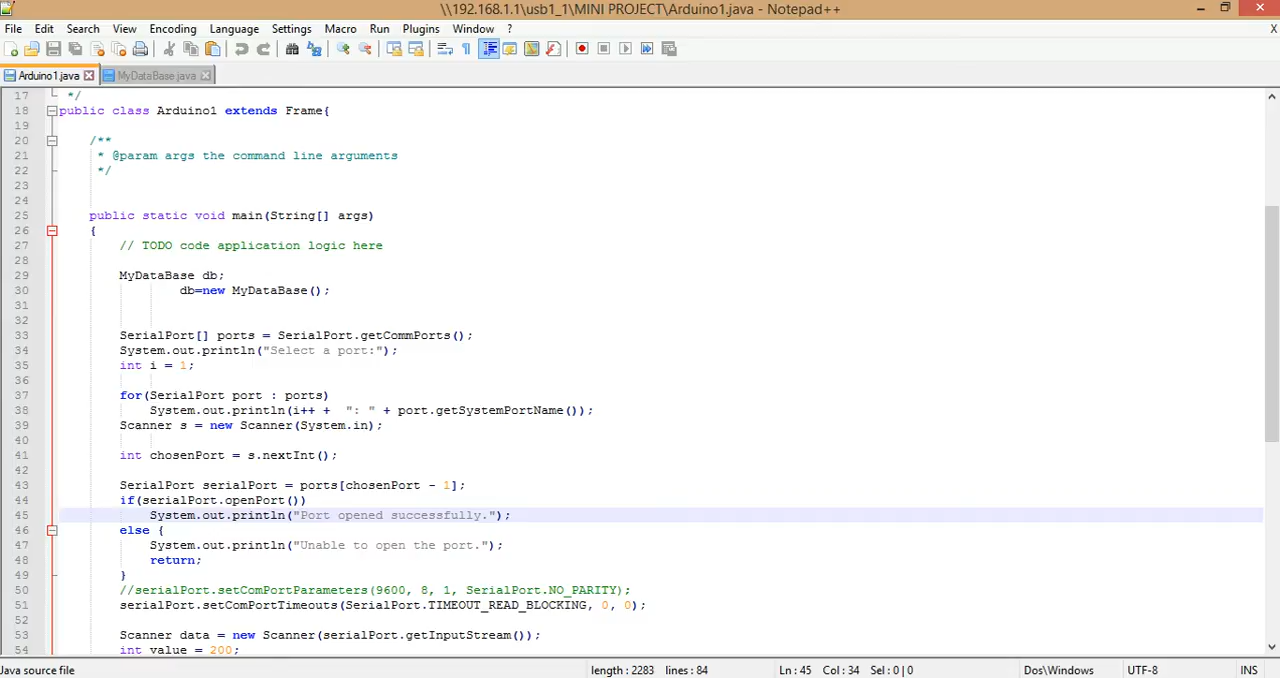 \\192.168.1.1\usb1_1\MINI PROJECT\Arduino1.java - Notepad++
File Edit Search View Encoding Language Settings Macro Run Plugins Window ? X
Arduino1.java MyDataBase.java
17 */
18 public class Arduino1 extends Frame{
19
20 /**
21 * @param args the command line arguments
22 */
23
24
25 public static void main(String[] args)
26 {
27 // TODO code application logic here
28
29 MyDataBase db;
30 db=new MyDataBase();
31
32
33 SerialPort[] ports = SerialPort.getCommPorts();
34 System.out.println("Select a port:");
35 int i = 1;
36
37 for(SerialPort port : ports)
38 System.out.println(i++ + ": " + port.getSystemPortName());
39 Scanner s = new Scanner(System.in);
40
41 int chosenPort = s.nextInt();
42
43 SerialPort serialPort = ports[chosenPort - 1];
44 if(serialPort.openPort())
45 System.out.println("Port opened successfully.");
46 else {
47 System.out.println("Unable to open the port.");
48 return;
49 }
50 //serialPort.setComPortParameters(9600, 8, 1, SerialPort.NO_PARITY);
51 serialPort.setComPortTimeouts(SerialPort.TIMEOUT_READ_BLOCKING, 0, 0);
52
53 Scanner data = new Scanner(serialPort.getInputStream());
54 int value = 200;
Java source file length : 2283 lines : 84 Ln : 45 Col : 34 Sel : 0 | 0 Dos\Windows UTF-8 INS